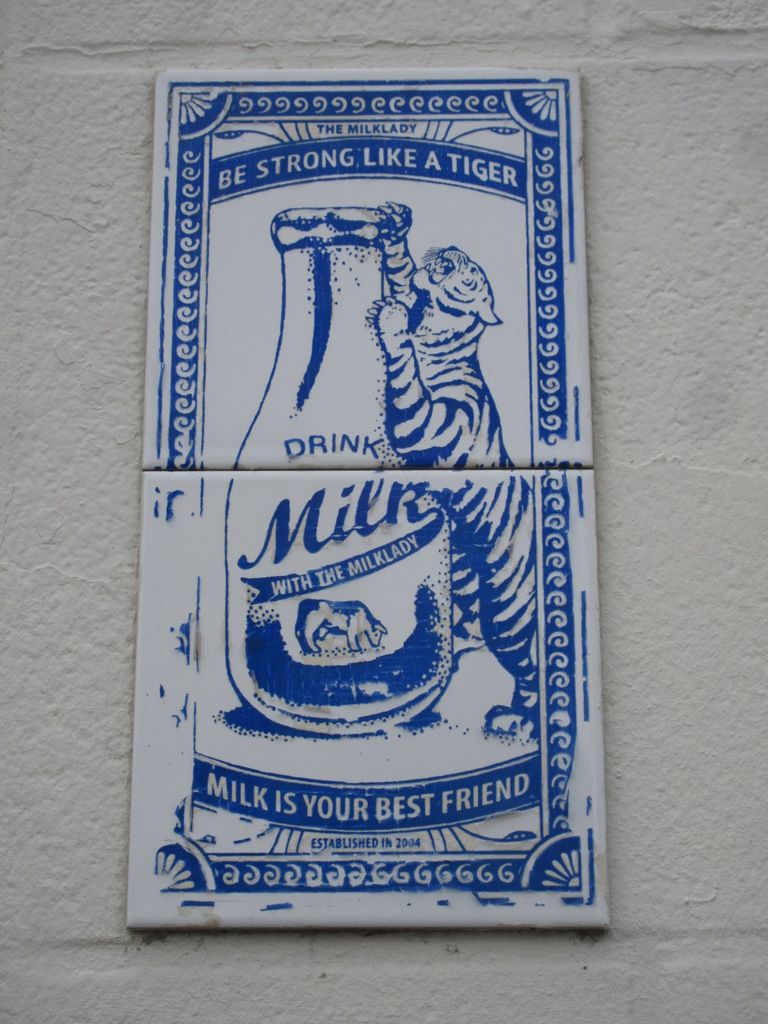 THE MILKLADY
BE STRONG LIKE A TIGER
DRINK
Milk
WITH THE MILKLADY
MILK IS YOUR BEST FRIEND
ESTABLISHED IN 2004